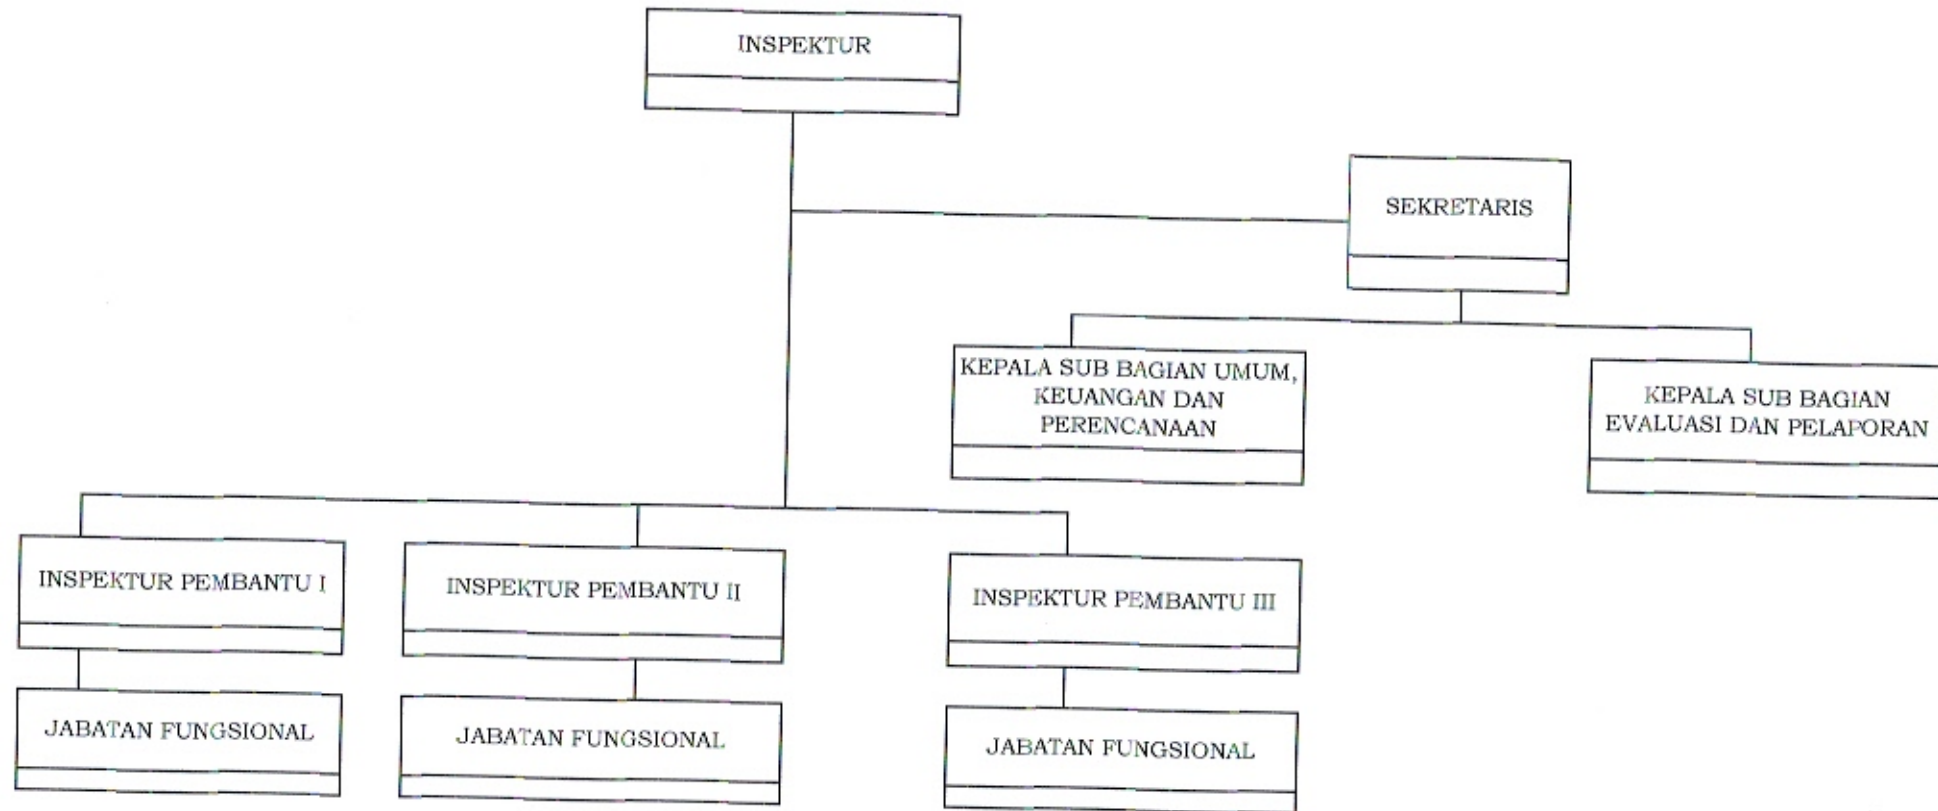 INSPEKTUR
SEKRETARIS
KEPALA SUB BAGIAN UMUM,
KEUANGAN DAN
PERENCANAAN
KEPALA SUB BAGIAN
EVALUASI DAN PELAPORAN
INSPEKTUR PEMBANTU I
INSPEKTUR PEMBANTU II
INSPEKTUR PEMBANTU III
JABATAN FUNGSIONAL
JABATAN FUNGSIONAL
JABATAN FUNGSIONAL